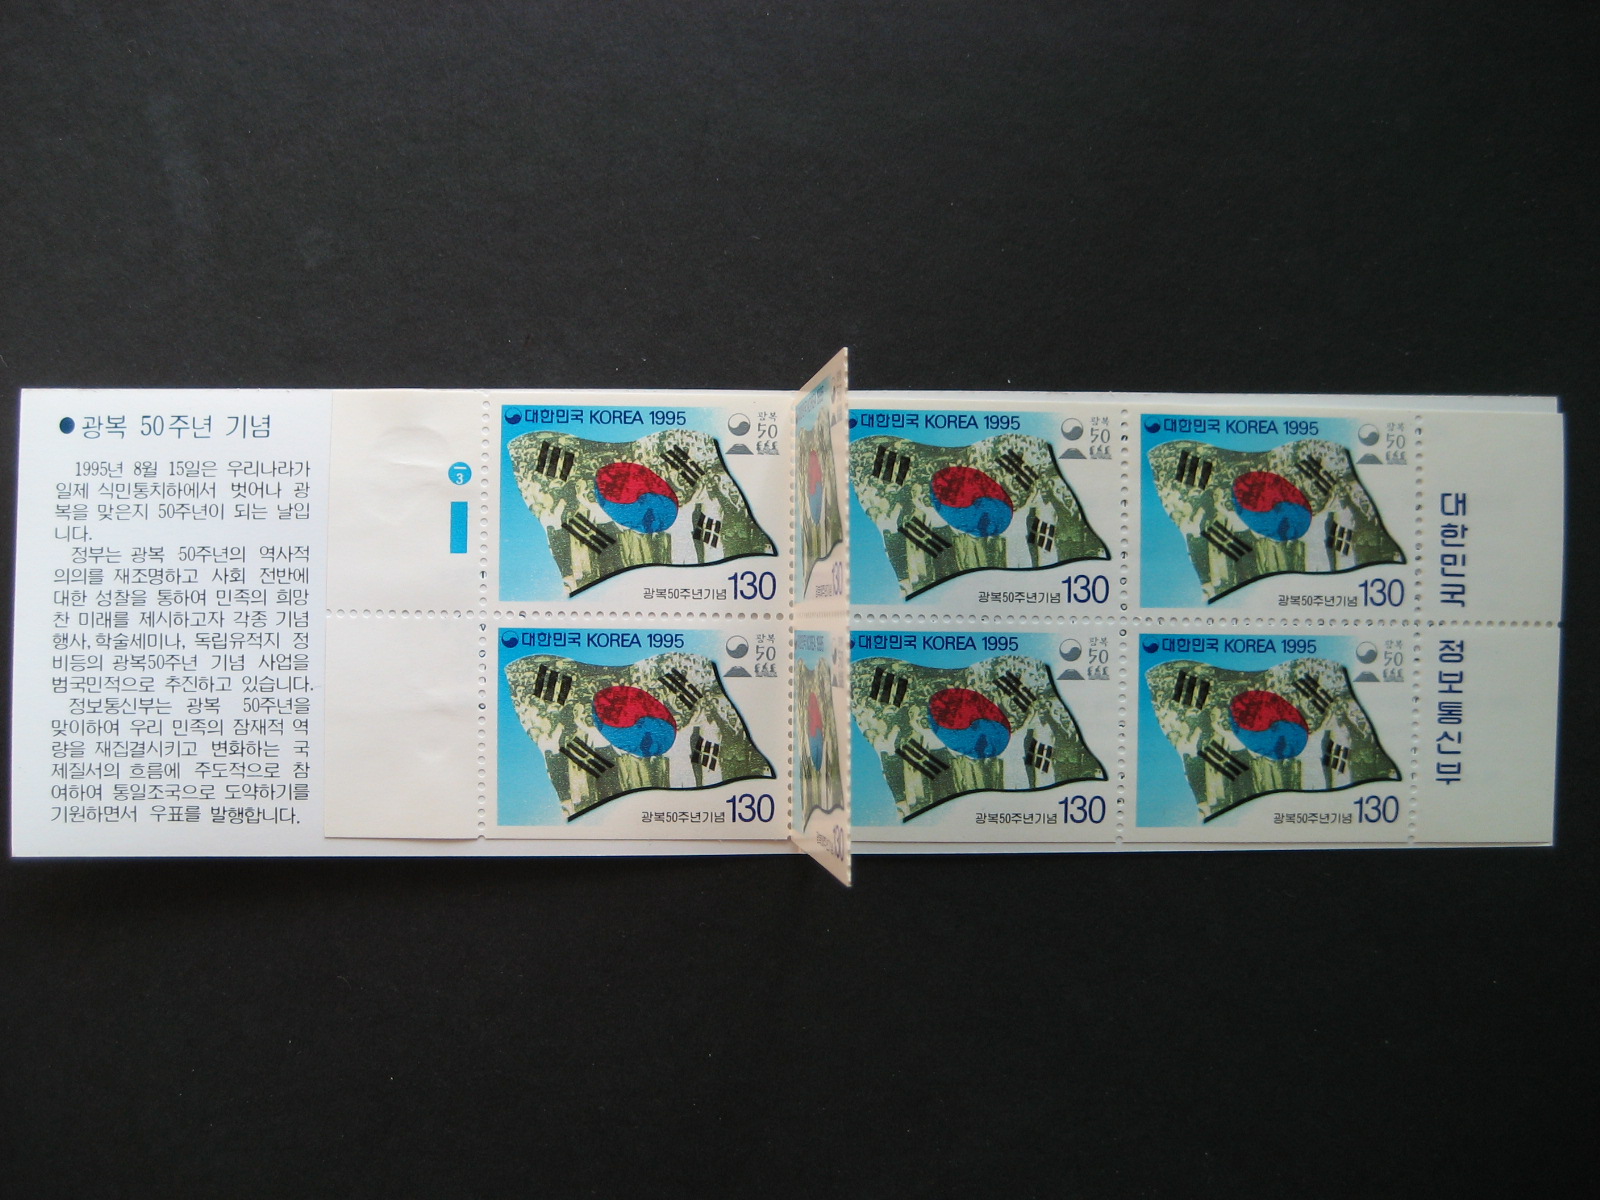 ● 광복 50주년 기념
1995년 8월 15일은 우리나라가
일제 식민통치하에서 벗어나 광
복을 맞은지 50주년이 되는 날입
니다.
정부는 광복 50주년의 역사적
의의를 재조명하고 사회 전반에
대한 성찰을 통하여 민족의 희망
찬 미래를 제시하고자 각종 기념
행사, 학술세미나, 독립유적지 정
비등의 광복50주년 기념 사업을
범국민적으로 추진하고 있습니다.
정보통신부는 광복 50주년을
맞이하여 우리 민족의 잠재적 역
량을 재집결시키고 변화하는 국
제질서의 흐름에 주도적으로 참
여하여 통일조국으로 도약하기를
기원하면서 우표를 발행합니다.
3
대한민국 KOREA 1995
광복
50
광복50주년기념 130
대한민국 KOREA 1995
광복
50
광복50주년기념 130
대한민국 KOREA 1995
광복
50
광복50주년기념 130
대한민국 KOREA 1995
광복
50
광복50주년기념 130
대한민국 KOREA 1995
광복
50
광복50주년기념 130
대한민국 KOREA 1995
광복
50
광복50주년기념 130
130
130
대한민국 정보통신부